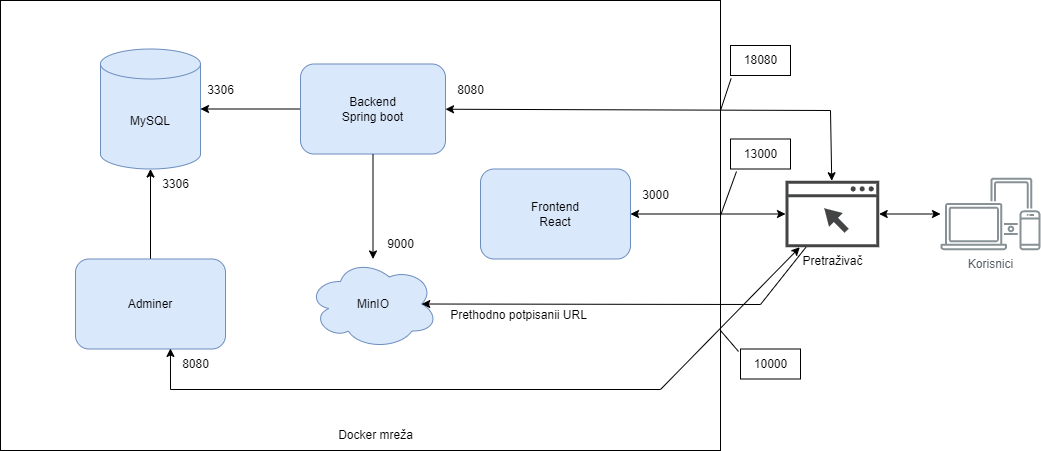 18080
3306
8080
MySQL
Backend
Spring boot
13000
3306
3000
Frontend
React
9000
Pretraživač
Korisnici
Adminer
MinIO
Prethodno potpisanii URL
8080
10000
Docker mreža